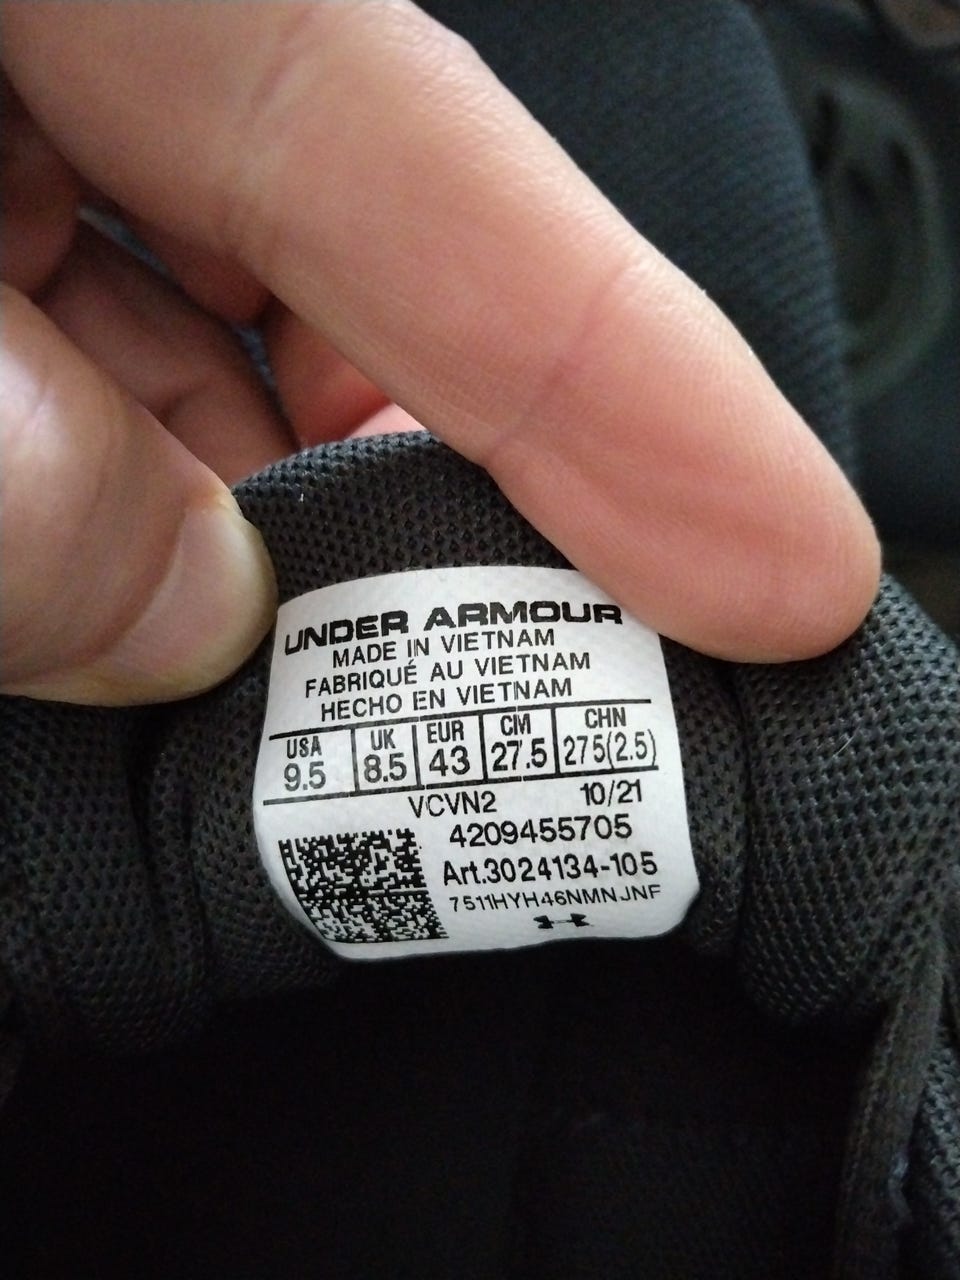 UNDER ARMOUR
MADE IN VIETNAM
FABRIQUÉ AU VIETNAM
HECHO EN VIETNAM
USA UK EUR CM CHN
9.5 8.5 43 27.5 275(2.5)
VCVN2 10/21
4209455705
Art.3024134-105
7511HYH46NMNJNF